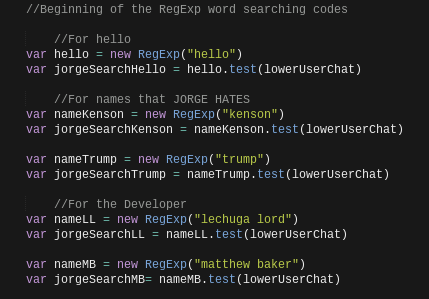 //Beginning of the RegExp word searching codes
//For hello
var hello = new RegExp("hello")
var jorgeSearchHello = hello.test(lowerUserChat)
//For names that JORGE HATES
var nameKenson = new RegExp("kenson")
var jorgeSearchKenson = nameKenson.test(lowerUserChat)
var nameTrump = new RegExp("trump")
var jorgeSearchTrump = nameTrump.test(lowerUserChat)
//For the Developer
var nameLL = new RegExp("lechuga lord")
var jorgeSearchLL = nameLL.test(lowerUserChat)
var nameMB = new RegExp("matthew baker")
var jorgeSearchMB= nameMB.test(lowerUserChat)